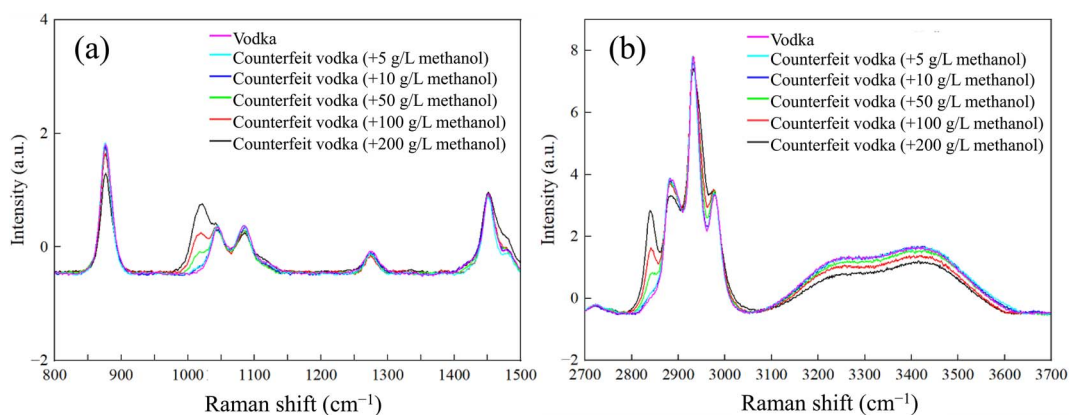 (a)
Vodka
Counterfeit vodka (+5 g/L methanol)
Counterfeit vodka (+10 g/L methanol)
Counterfeit vodka (+50 g/L methanol)
Counterfeit vodka (+100 g/L methanol)
Counterfeit vodka (+200 g/L methanol)
Intensity (a.u.)
4
2
0
−2
800 900 1000 1100 1200 1300 1400 1500
Raman shift (cm⁻¹)
(b)
Vodka
Counterfeit vodka (+5 g/L methanol)
Counterfeit vodka (+10 g/L methanol)
Counterfeit vodka (+50 g/L methanol)
Counterfeit vodka (+100 g/L methanol)
Counterfeit vodka (+200 g/L methanol)
Intensity (a.u.)
8
6
4
2
0
−2
2700 2800 2900 3000 3100 3200 3300 3400 3500 3600 3700
Raman shift (cm⁻¹)